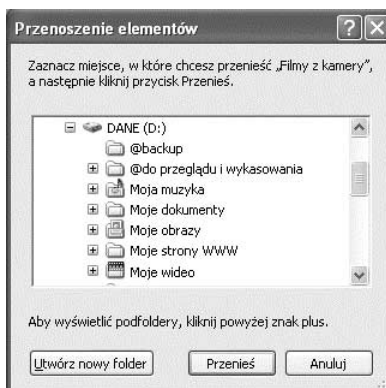 Przenoszenie elementów
Zaznacz miejsce, w które chcesz przenieść „Filmy z kamery”,
a następnie kliknij przycisk Przenieś.
DANE (D:)
@backup
@do przeglądu i wykasowania
Moja muzyka
Moje dokumenty
Moje obrazy
Moje strony WWW
Moje wideo
Aby wyświetlić podfoldery, kliknij powyżej znak plus.
Utwórz nowy folder
Przenieś
Anuluj